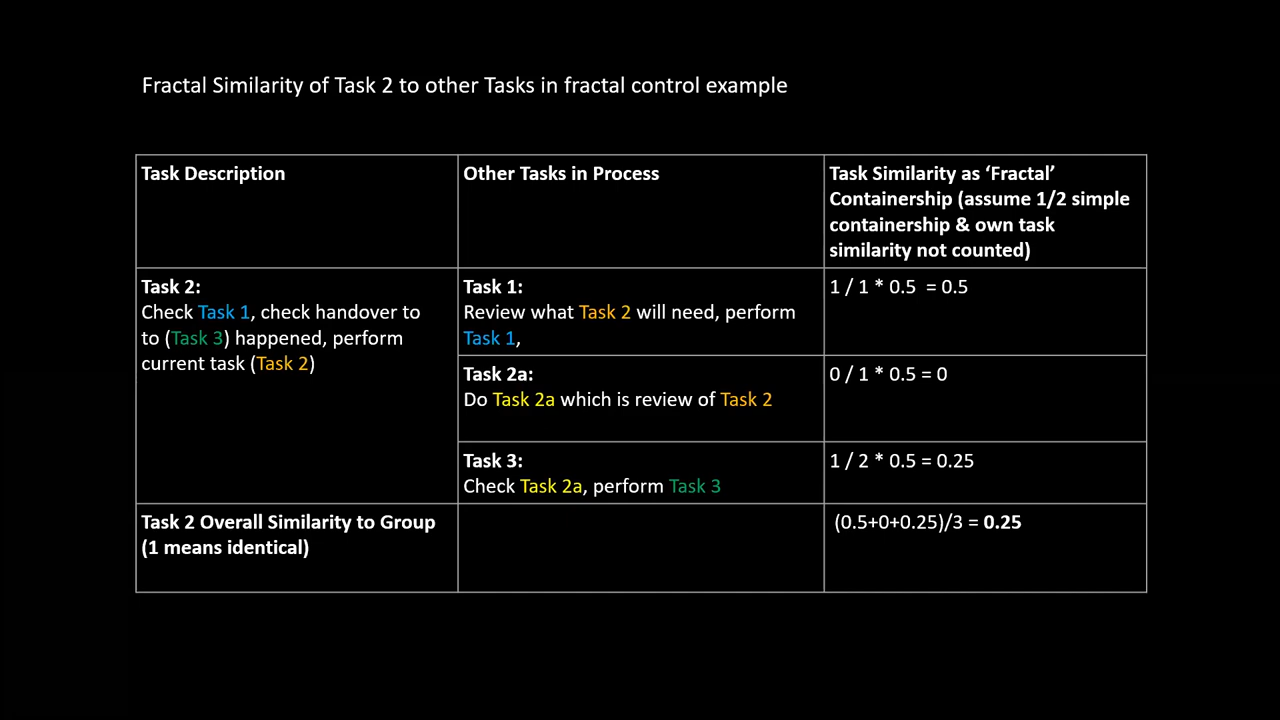 Fractal Similarity of Task 2 to other Tasks in fractal control example
Task Description
Other Tasks in Process
Task Similarity as ‘Fractal’
Containership (assume 1/2 simple
containership & own task
similarity not counted)
Task 2:
Check Task 1, check handover to
to (Task 3) happened, perform
current task (Task 2)
Task 1:
Review what Task 2 will need, perform
Task 1,
1 / 1 * 0.5 = 0.5
Task 2a:
Do Task 2a which is review of Task 2
0 / 1 * 0.5 = 0
Task 3:
Check Task 2a, perform Task 3
1 / 2 * 0.5 = 0.25
Task 2 Overall Similarity to Group
(1 means identical)
(0.5+0+0.25)/3 = 0.25